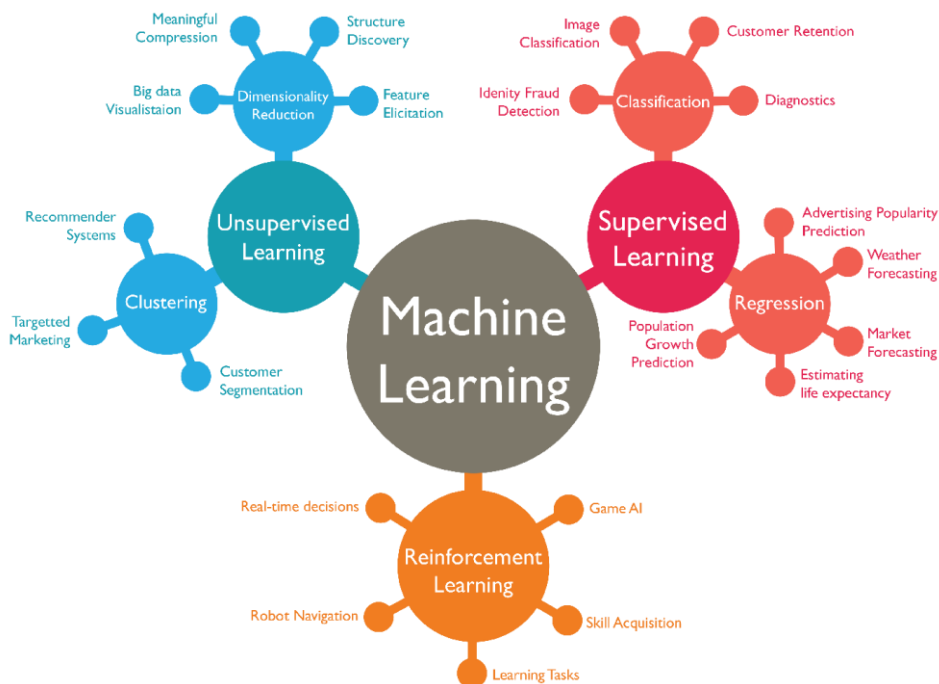 Meaningful
Compression
Structure
Discovery
Big data
Visualistaion
Dimensionality
Reduction
Feature
Elicitation
Image
Classification
Customer Retention
Idenity Fraud
Detection
Classification
Diagnostics
Recommender
Systems
Unsupervised
Learning
Clustering
Targetted
Marketing
Customer
Segmentation
Machine
Learning
Supervised
Learning
Advertising Popularity
Prediction
Weather
Forecasting
Regression
Population
Growth
Prediction
Market
Forecasting
Estimating
life expectancy
Real-time decisions
Game AI
Reinforcement
Learning
Robot Navigation
Skill Acquisition
Learning Tasks